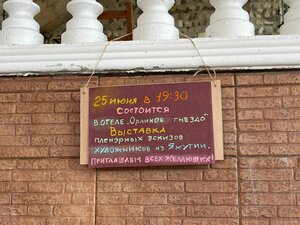 25 июня в 19:30
состоится
в отеле „Орлиное гнездо"
Выставка
пленэрных эскизов
художников из Якутии.
Приглашаем всех желающих!